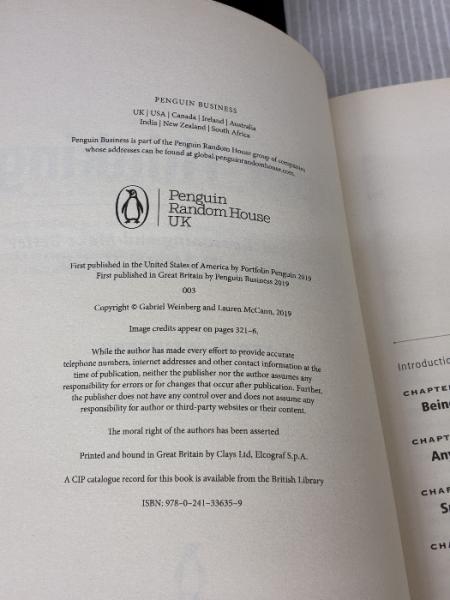 PENGUIN BUSINESS
UK | USA | Canada | Ireland | Australia
India | New Zealand | South Africa
Penguin Business is part of the Penguin Random House group of companies
whose addresses can be found at global.penguinrandomhouse.com.
Penguin
Random House
UK
First published in the United States of America by Portfolio Penguin 2019
First published in Great Britain by Penguin Business 2019
003
Copyright © Gabriel Weinberg and Lauren McCann, 2019
Image credits appear on pages 321–6.
While the author has made every effort to provide accurate
telephone numbers, internet addresses and other contact information at the
time of publication, neither the publisher nor the author assumes any
responsibility for errors or for changes that occur after publication. Further,
the publisher does not have any control over and does not assume any
responsibility for author or third-party websites or their content.
The moral right of the authors has been asserted
Printed and bound in Great Britain by Clays Ltd, Elcograf S.p.A.
A CIP catalogue record for this book is available from the British Library
ISBN: 978–0–241–33635–9
Introductio
CHAPTER
Bein
CHAPT
An
CHA
S
CH